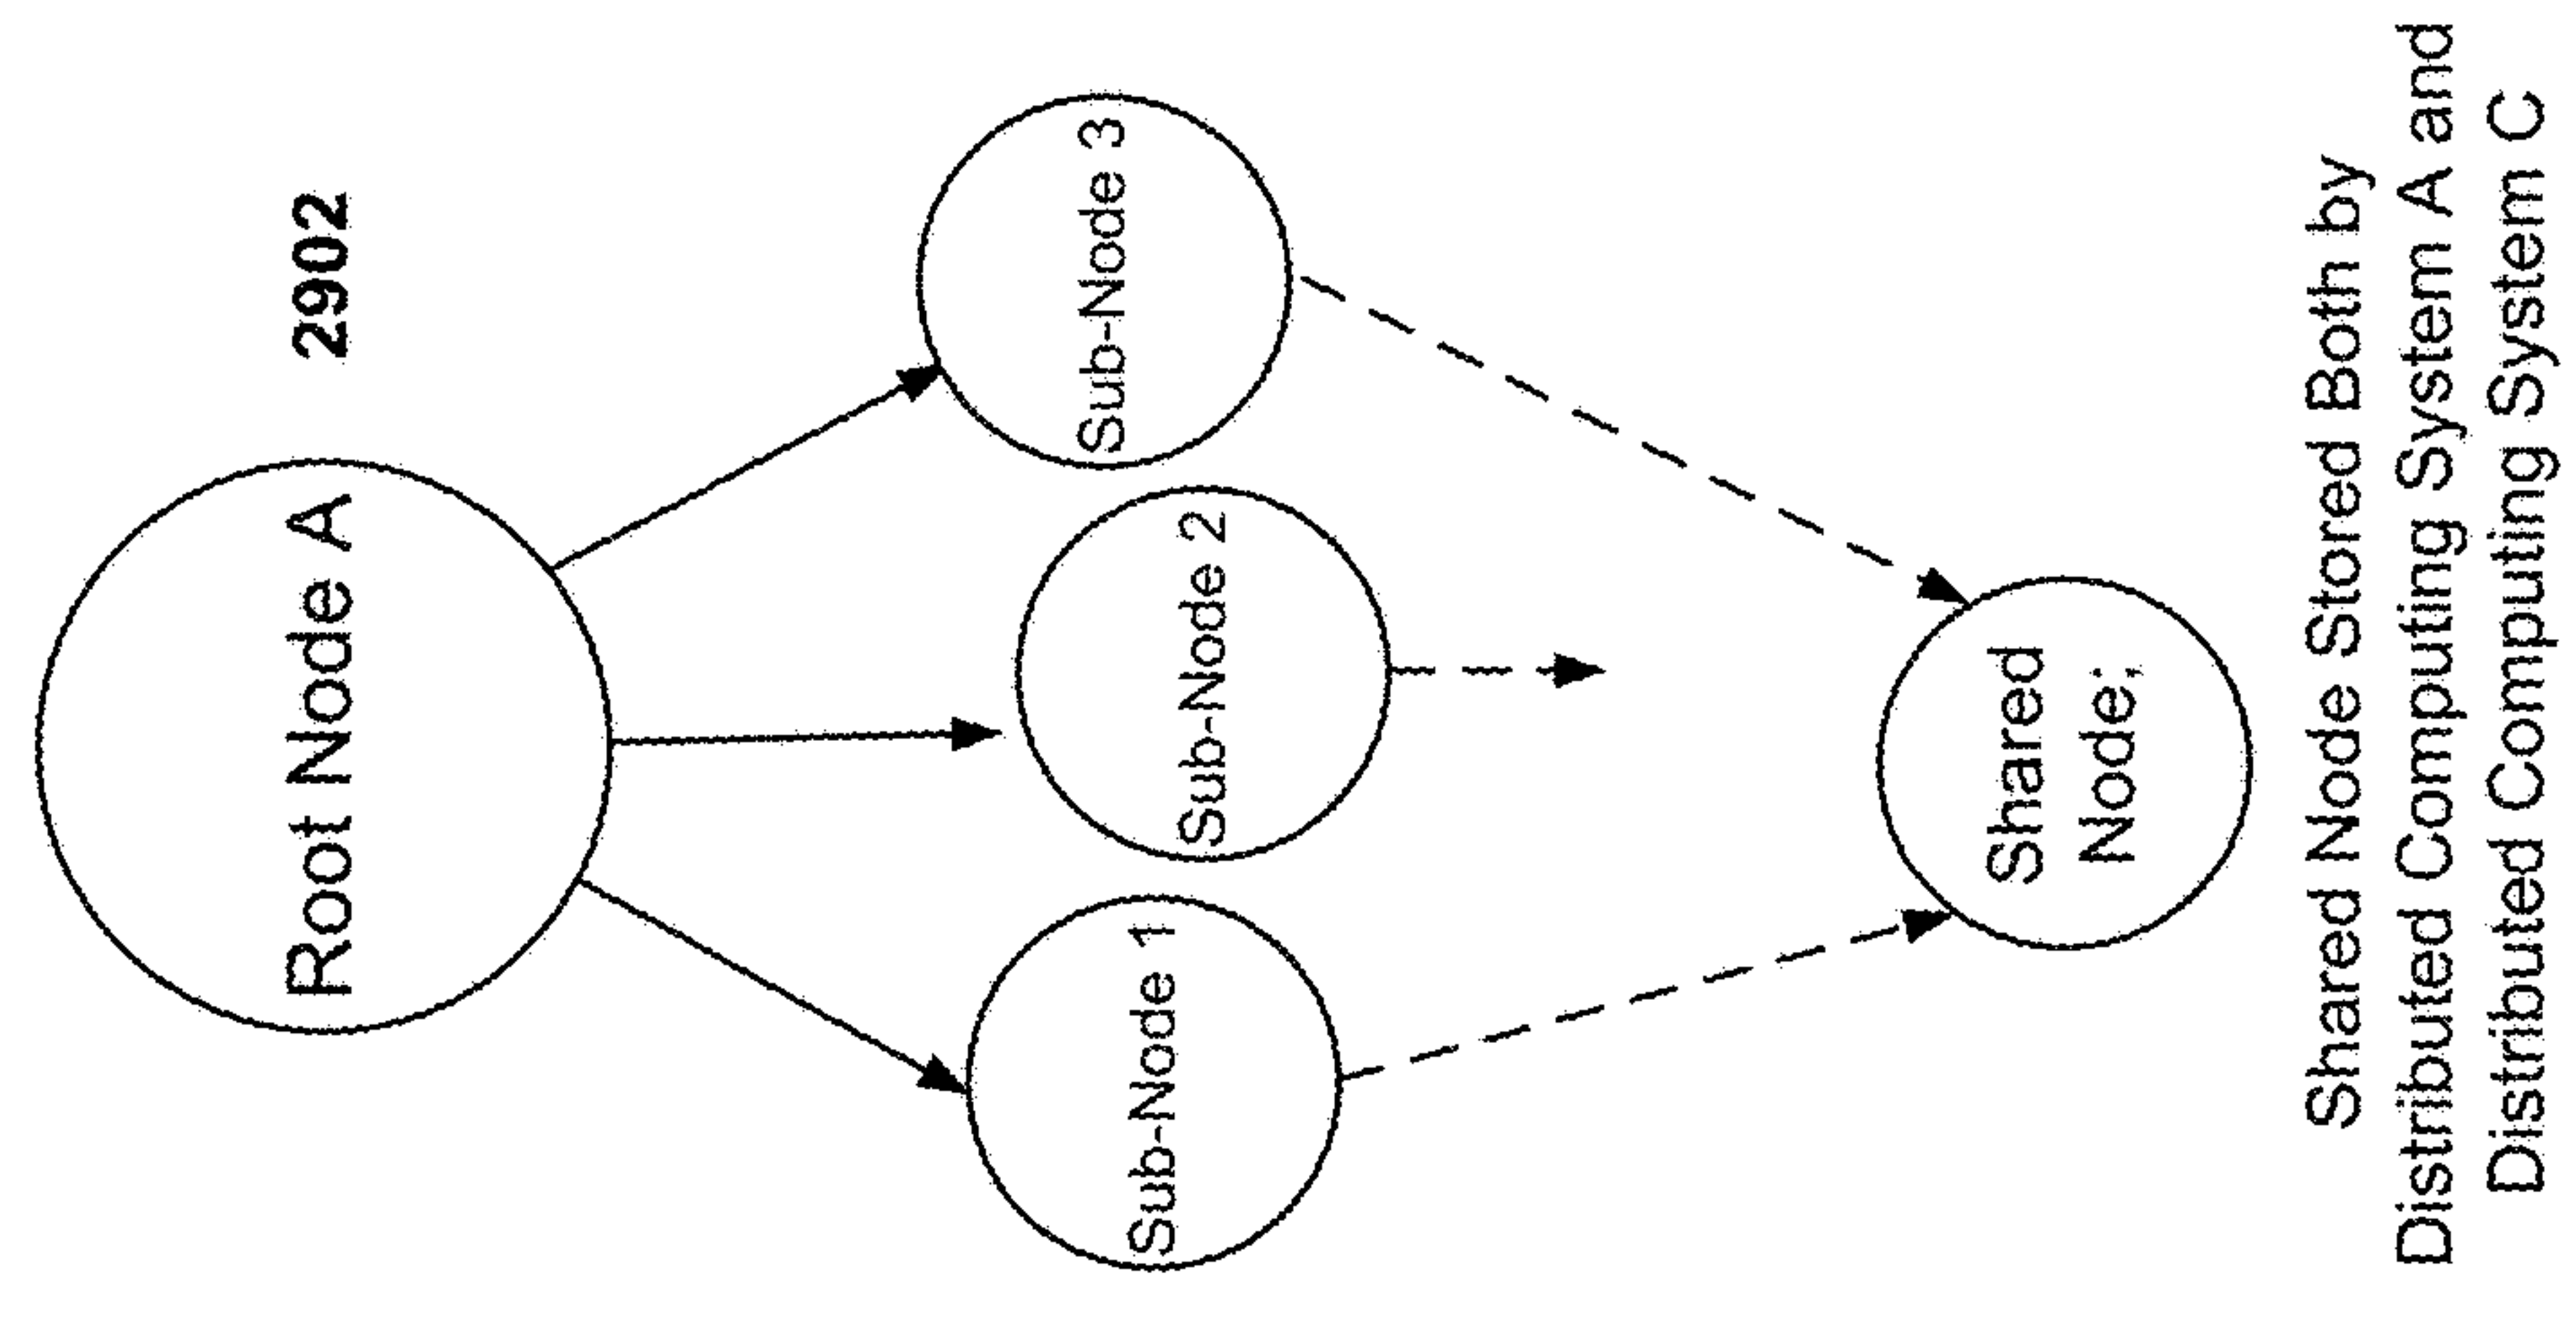 Root Node A
2902
Sub-Node 1
Sub-Node 2
Sub-Node 3
Shared
Node;
Shared Node Stored Both by
Distributed Computing System A and
Distributed Computing System C